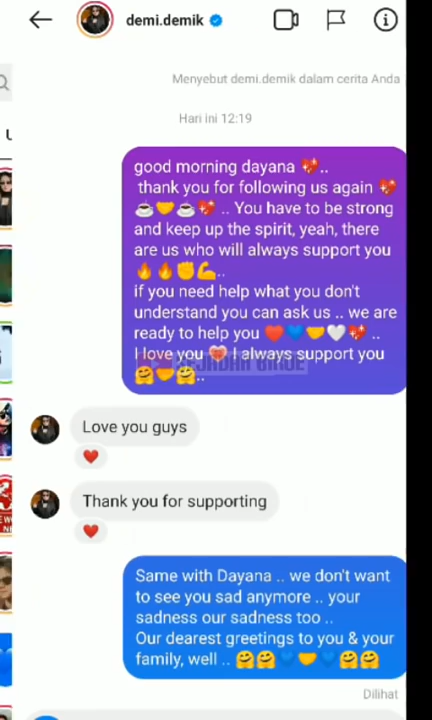 demi.demik
Menyebut demi.demik dalam cerita Anda
Hari ini 12:19
good morning dayana 💖..
thank you for following us again 💖
☕🤝☕💖 .. You have to be strong
and keep up the spirit, yeah, there
are us who will always support you
🔥🔥✊💪..
if you need help what you don't
understand you can ask us .. we are
ready to help you ❤️💙🤝🤍💖 ..
I love you 💝 I always support you
🤗🤝🤗..
Love you guys
❤️
Thank you for supporting
❤️
Same with Dayana .. we don't want
to see you sad anymore .. your
sadness our sadness too ..
Our dearest greetings to you & your
family, well .. 🤗🤗💙🤝💙🤗🤗
Dilihat